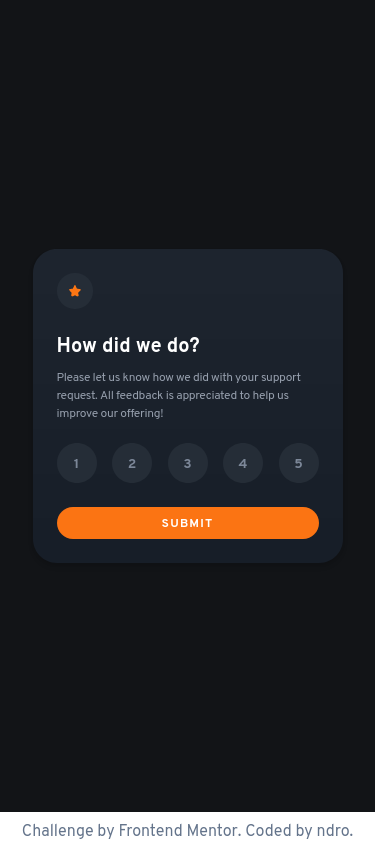 How did we do?
Please let us know how we did with your support
request. All feedback is appreciated to help us
improve our offering!
1 2 3 4 5
SUBMIT
Challenge by Frontend Mentor. Coded by ndro.